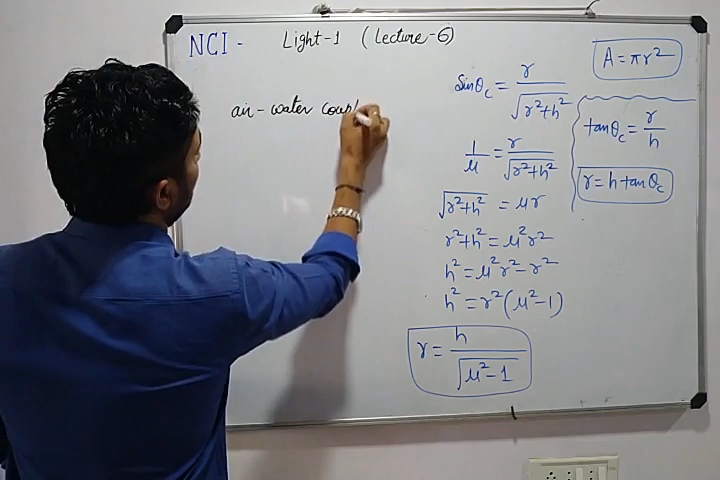 NCI - Light-1 (Lecture-6)
air-water coupl
sinθc = r / √(r²+h²)
1/μ = r / √(r²+h²)
√(r²+h²) = μr
r²+h² = μ²r²
h² = μ²r² - r²
h² = r²(μ²-1)
r = h / √(μ²-1)
A = πr²
tanθc = r/h
r = h tanθc